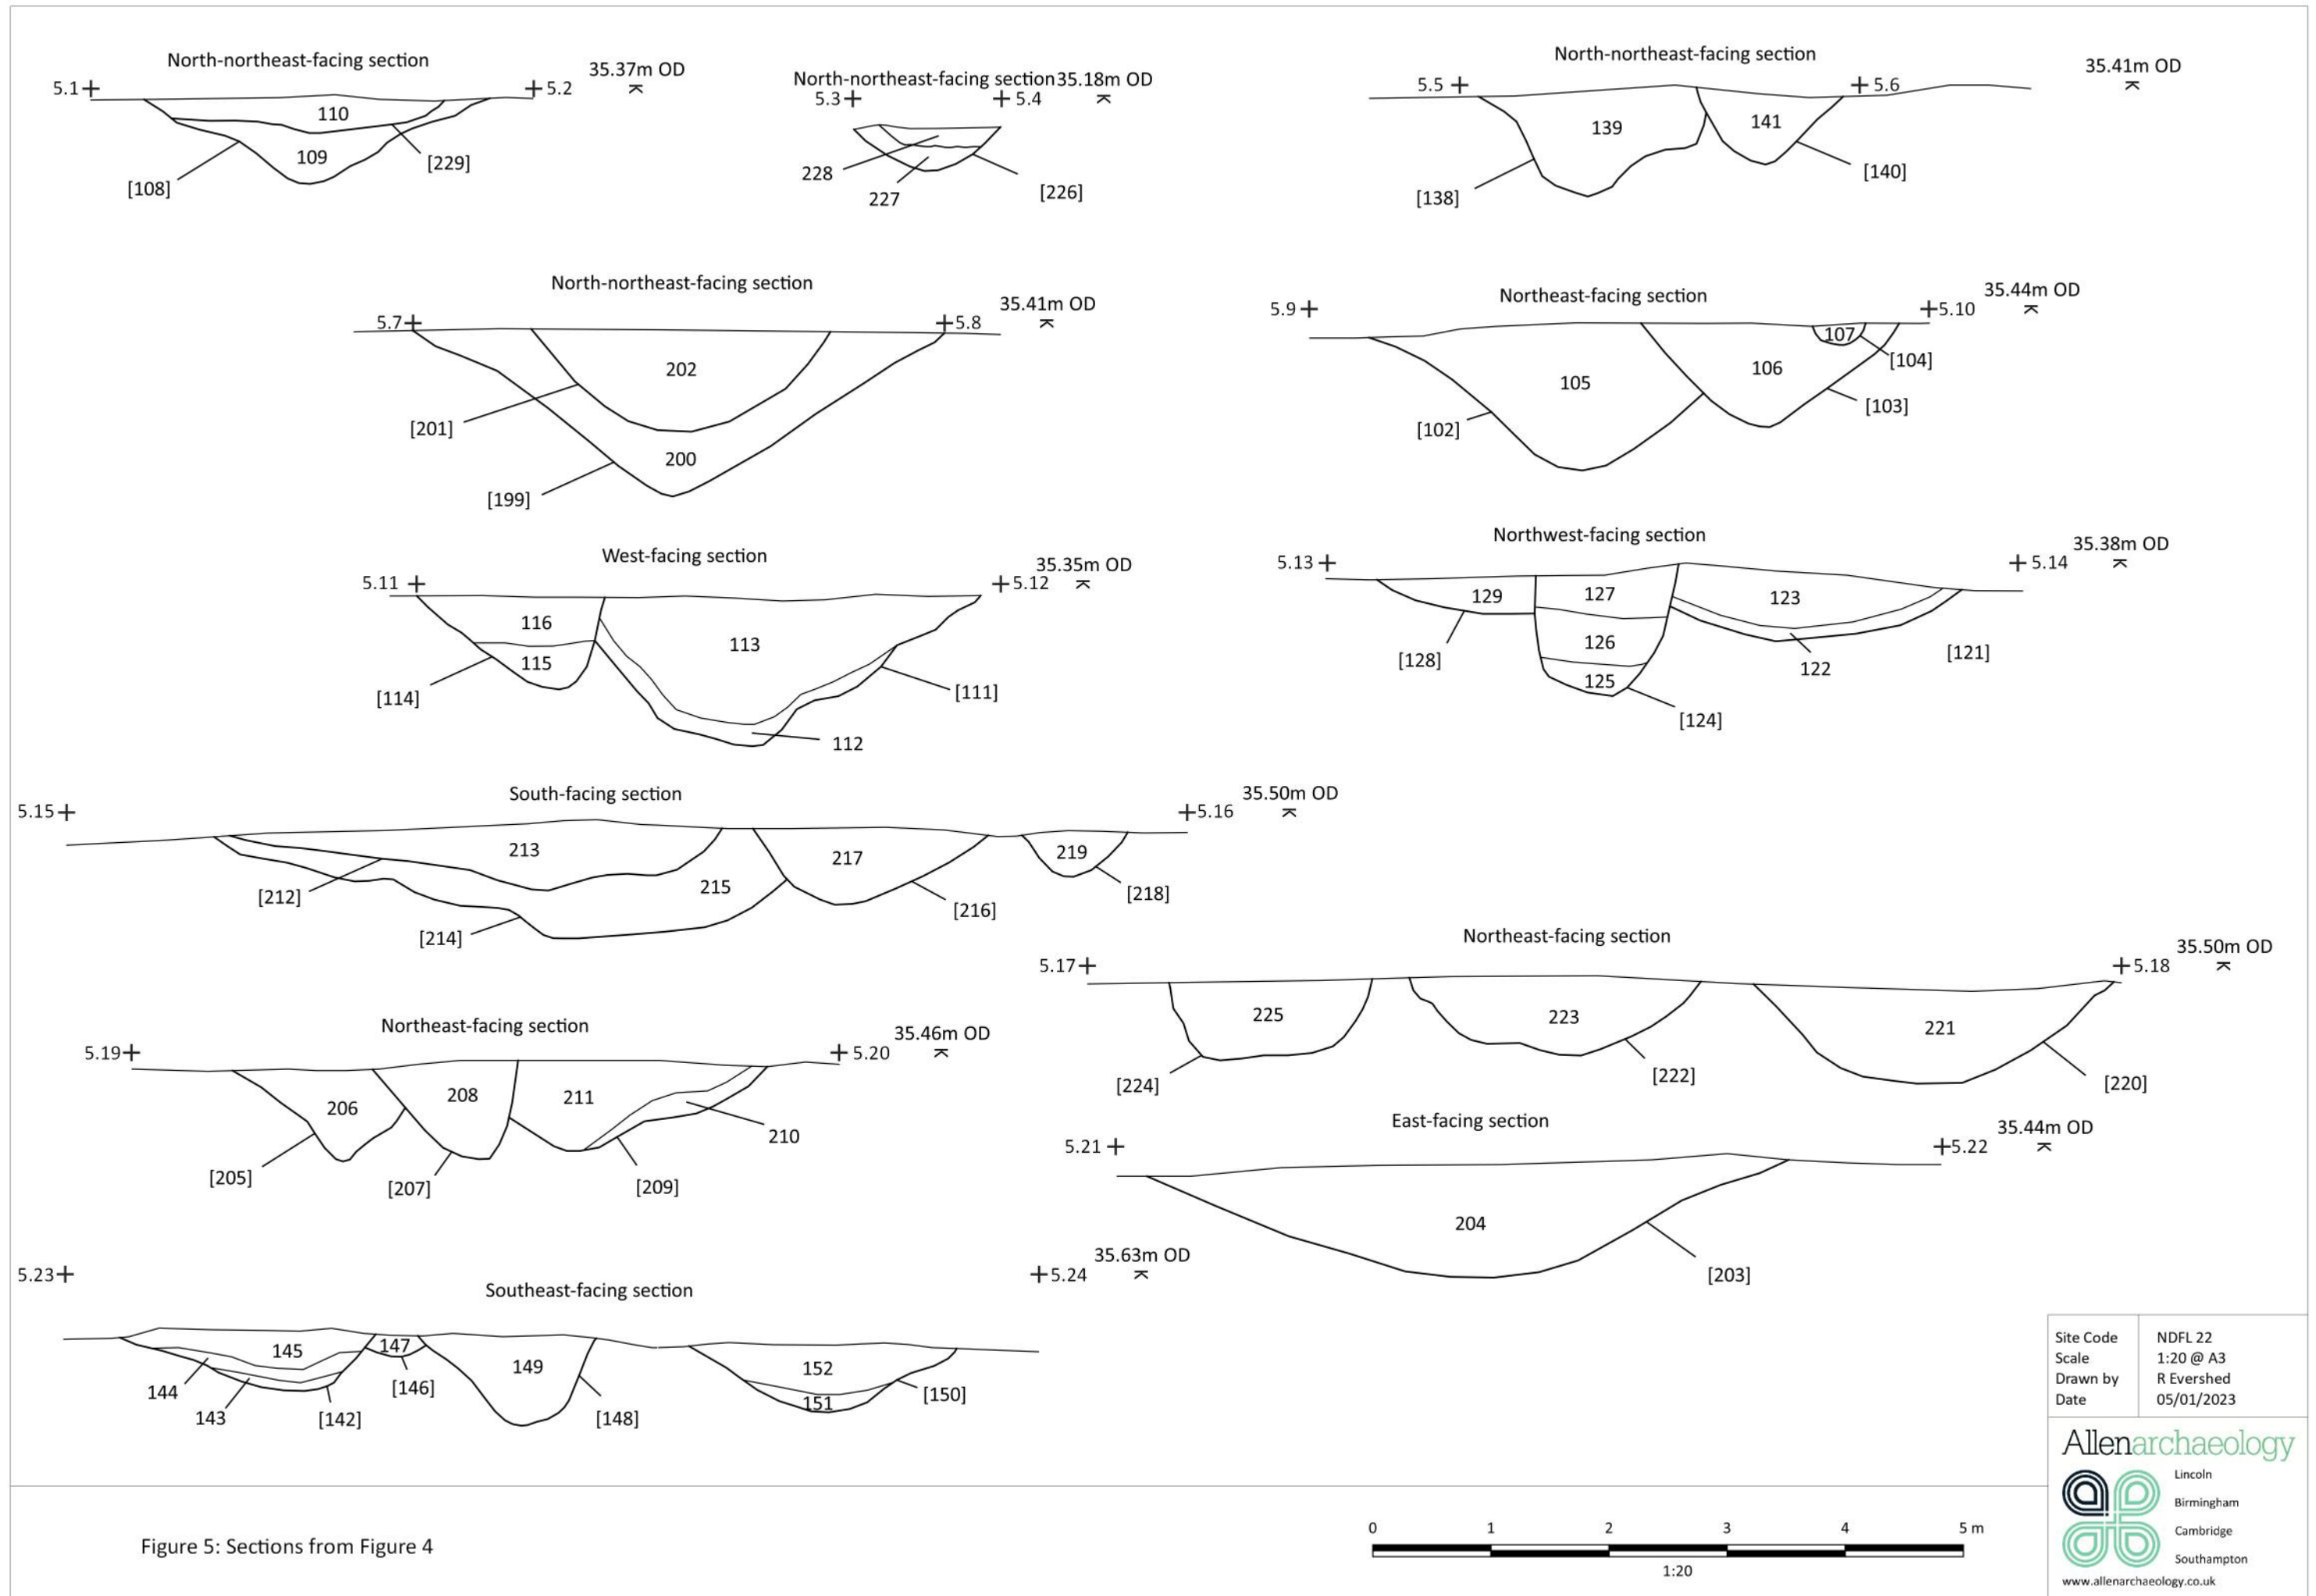 North-northeast-facing section
5.1
5.2
35.37m OD
110
109
[108]
[229]
North-northeast-facing section
35.18m OD
5.3
5.4
228
227
[226]
North-northeast-facing section
35.41m OD
5.5
5.6
139
141
[138]
[140]
North-northeast-facing section
35.41m OD
5.7
5.8
202
[201]
200
[199]
Northeast-facing section
35.44m OD
5.9
5.10
107
[104]
106
105
[103]
[102]
West-facing section
35.35m OD
5.11
5.12
116
113
115
[114]
[111]
112
Northwest-facing section
35.38m OD
5.13
5.14
129
127
123
126
[128]
[121]
122
125
[124]
South-facing section
35.50m OD
5.15
5.16
213
217
219
215
[212]
[218]
[216]
[214]
Northeast-facing section
35.50m OD
5.17
5.18
225
223
221
[224]
[222]
[220]
Northeast-facing section
35.46m OD
5.19
5.20
206
208
211
210
[205]
[207]
[209]
East-facing section
35.44m OD
5.21
5.22
204
[203]
35.63m OD
5.23
5.24
Southeast-facing section
145
147
149
152
144
143
[142]
[146]
[148]
151
[150]
Figure 5: Sections from Figure 4
0 1 2 3 4 5 m
1:20
Site Code NDFL 22
Scale 1:20 @ A3
Drawn by R Evershed
Date 05/01/2023
Allenarchaeology
Lincoln
Birmingham
Cambridge
Southampton
www.allenarchaeology.co.uk